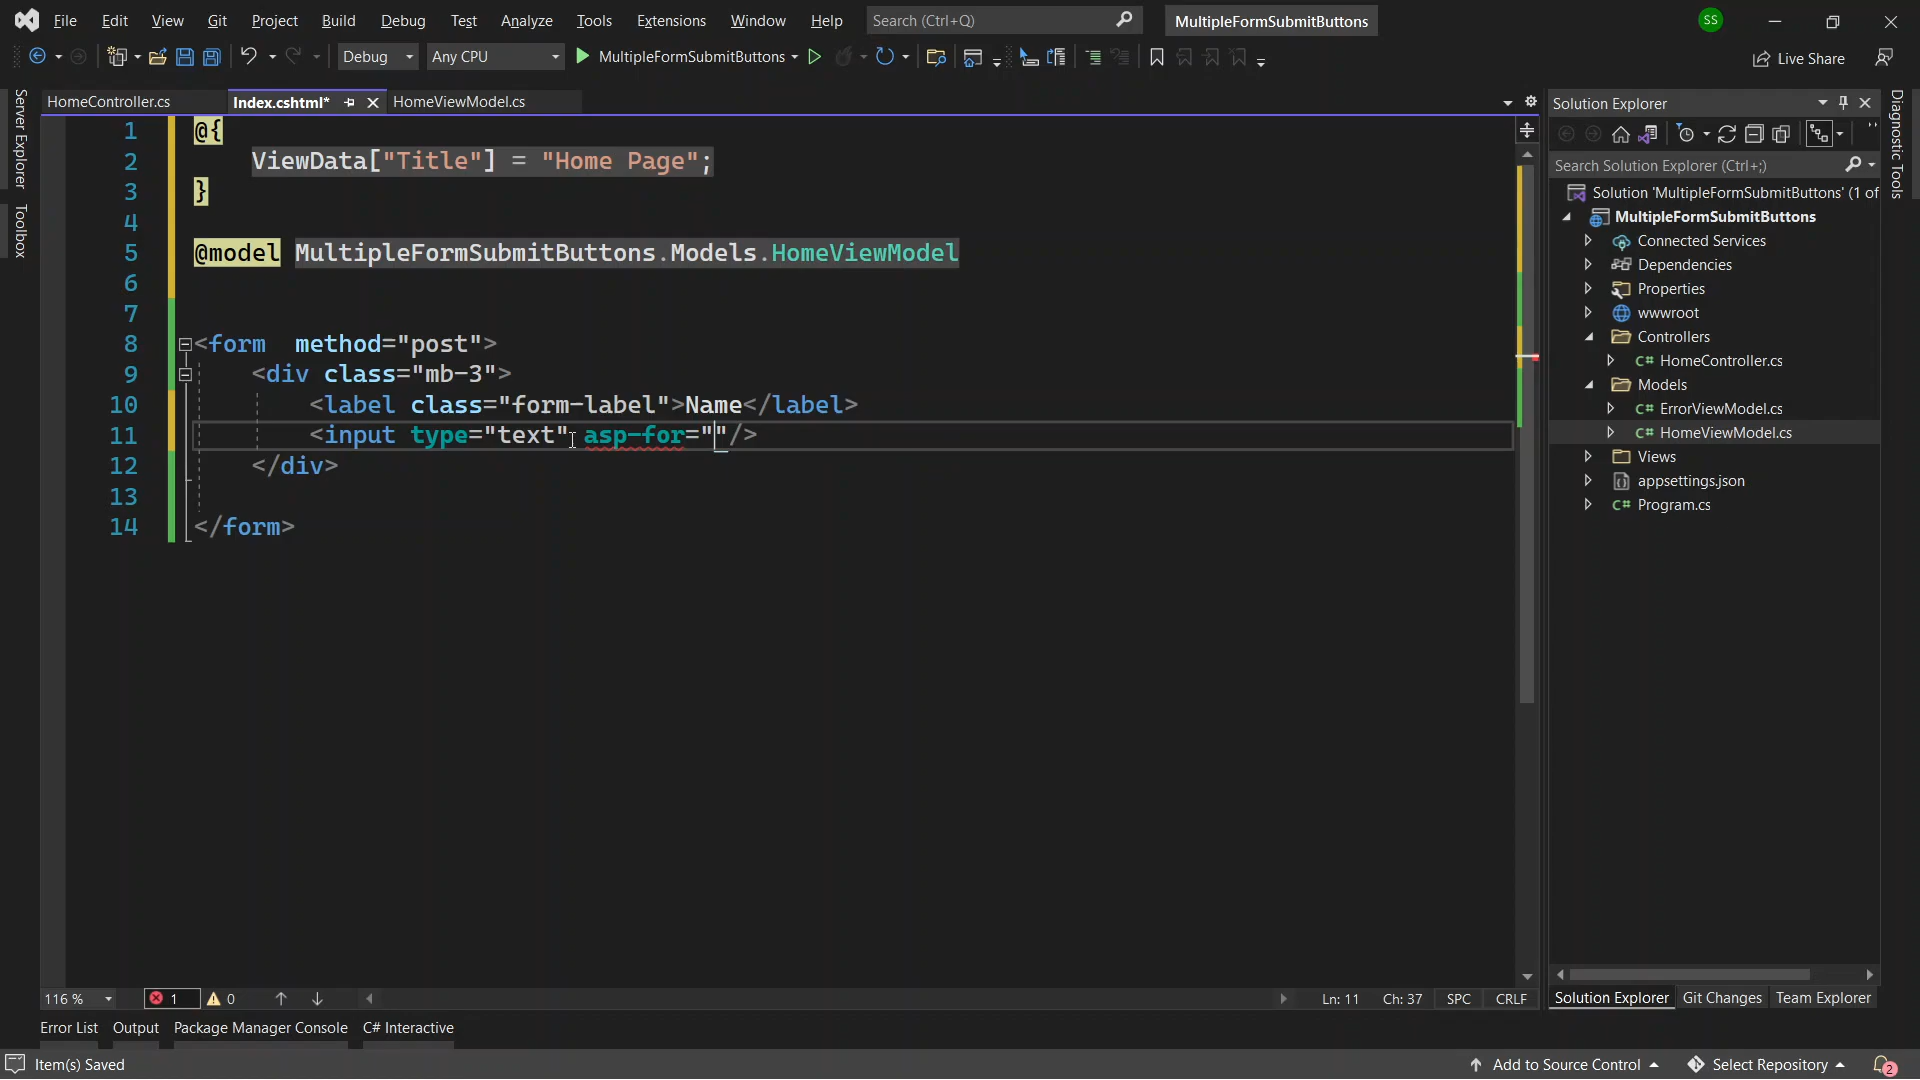 File Edit View Git Project Build Debug Test Analyze Tools Extensions Window Help Search (Ctrl+Q) MultipleFormSubmitButtons SS
Debug Any CPU MultipleFormSubmitButtons Live Share
Server Explorer
Toolbox
HomeController.cs Index.cshtml* HomeViewModel.cs
1 @{
2 ViewData["Title"] = "Home Page";
3 }
4
5 @model MultipleFormSubmitButtons.Models.HomeViewModel
6
7
8 <form  method="post">
9 <div class="mb-3">
10 <label class="form-label">Name</label>
11 <input type="text" asp-for=""/>
12 </div>
13
14 </form>
116 % 1 0 Ln: 11 Ch: 37 SPC CRLF
Solution Explorer
Search Solution Explorer (Ctrl+;)
Solution 'MultipleFormSubmitButtons' (1 of
MultipleFormSubmitButtons
Connected Services
Dependencies
Properties
wwwroot
Controllers
C# HomeController.cs
Models
C# ErrorViewModel.cs
C# HomeViewModel.cs
Views
appsettings.json
C# Program.cs
Solution Explorer Git Changes Team Explorer
Diagnostic Tools
Error List Output Package Manager Console C# Interactive
Item(s) Saved Add to Source Control Select Repository 2